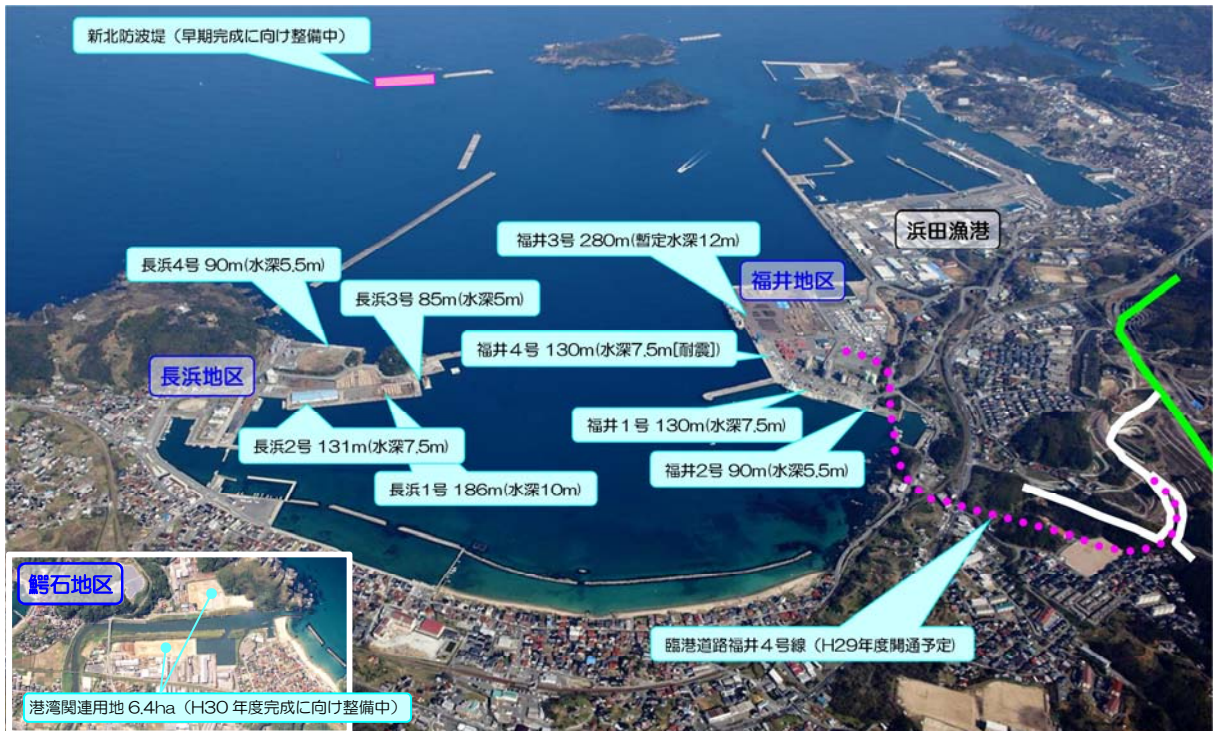 新北防波堤（早期完成に向け整備中）
浜田漁港
福井3号 280m(暫定水深12m)
長浜4号 90m(水深5.5m)
福井地区
長浜3号 85m(水深5m)
福井４号 130m(水深7.5m[耐震])
長浜地区
福井１号 130m(水深7.5m)
長浜2号 131m(水深7.5m)
福井2号 90m(水深5.5m)
長浜１号 186m(水深10m)
鰐石地区
臨港道路福井４号線（H29年度開通予定）
港湾関連用地 6.4ha（H30 年度完成に向け整備中）